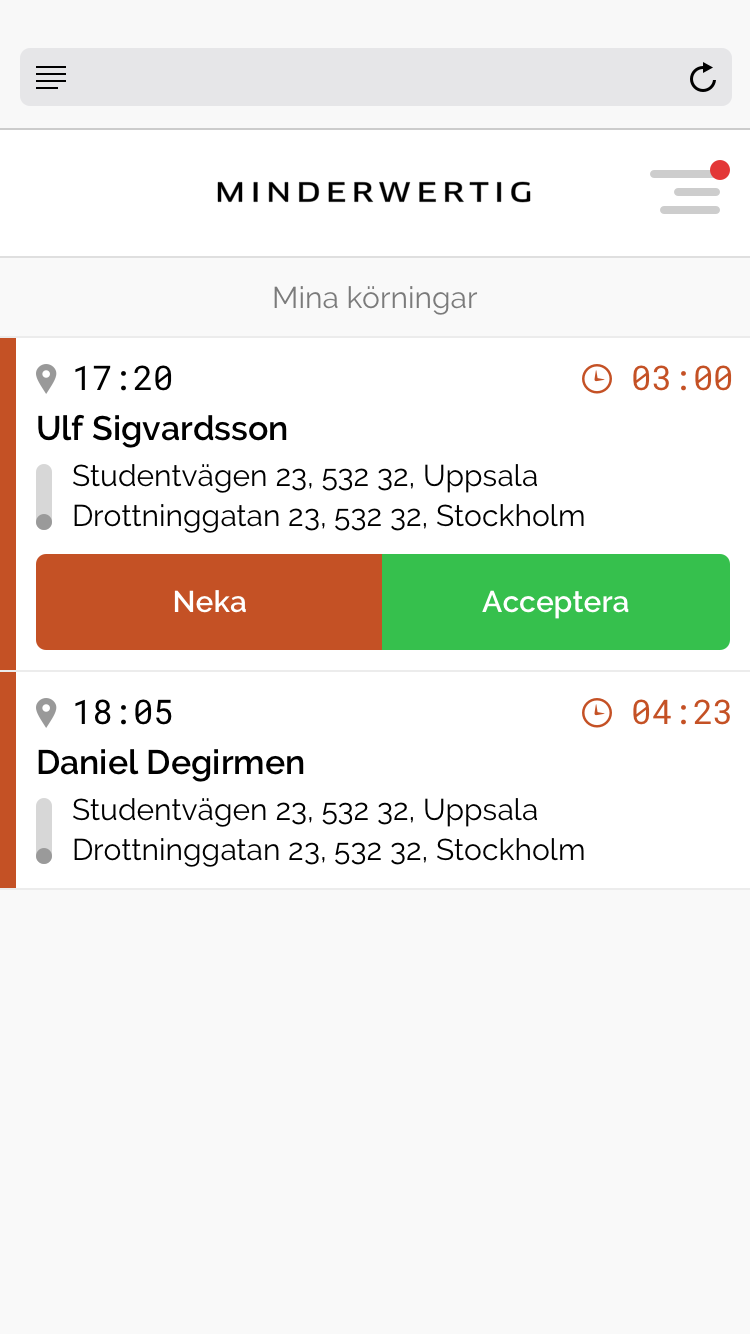 MINDERWERTIG
Mina körningar
17:20 03:00
Ulf Sigvardsson
Studentvägen 23, 532 32, Uppsala
Drottninggatan 23, 532 32, Stockholm
Neka Acceptera
18:05 04:23
Daniel Degirmen
Studentvägen 23, 532 32, Uppsala
Drottninggatan 23, 532 32, Stockholm